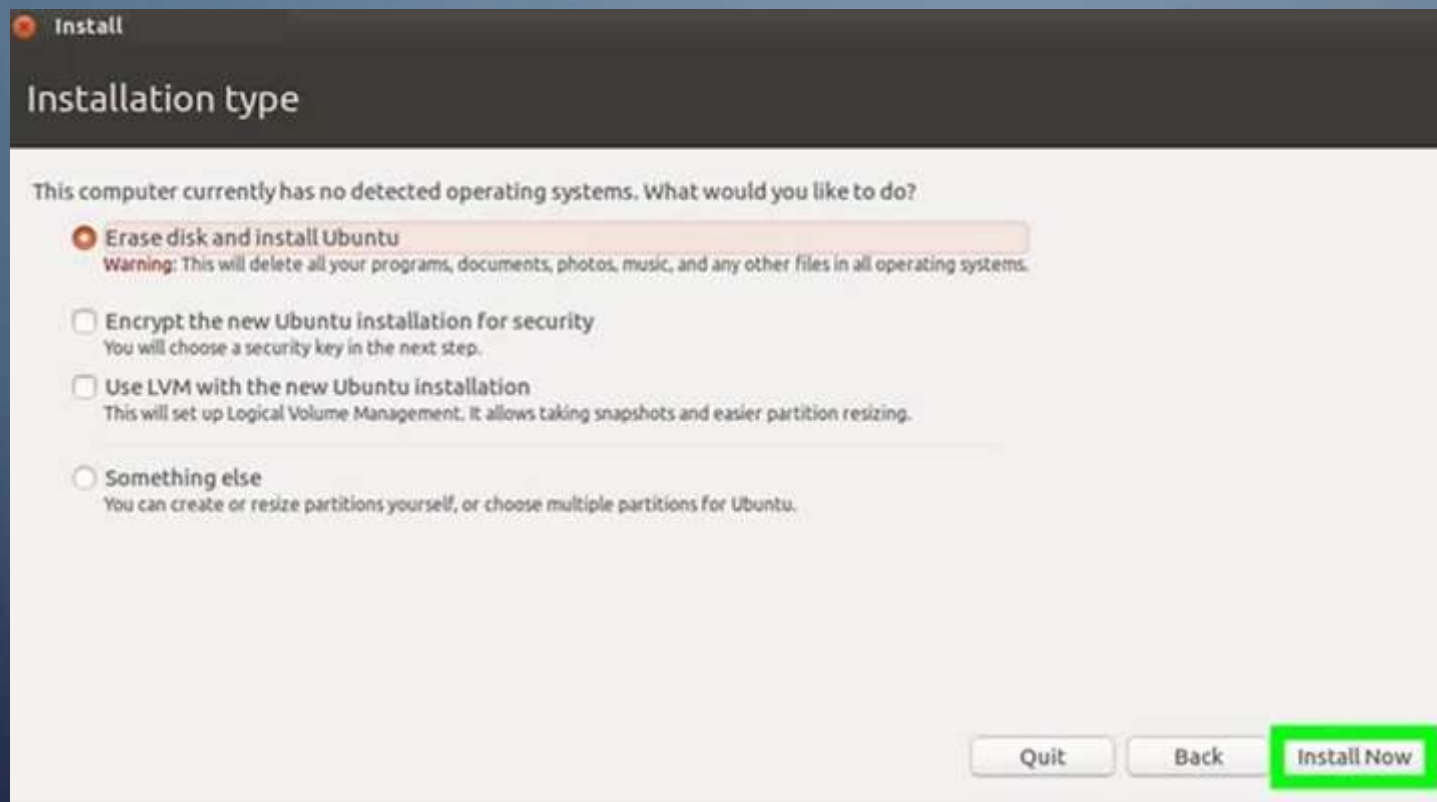 Install
Installation type
This computer currently has no detected operating systems. What would you like to do?
Erase disk and install Ubuntu
Warning: This will delete all your programs, documents, photos, music, and any other files in all operating systems.
Encrypt the new Ubuntu installation for security
You will choose a security key in the next step.
Use LVM with the new Ubuntu installation
This will set up Logical Volume Management. It allows taking snapshots and easier partition resizing.
Something else
You can create or resize partitions yourself, or choose multiple partitions for Ubuntu.
Quit Back Install Now